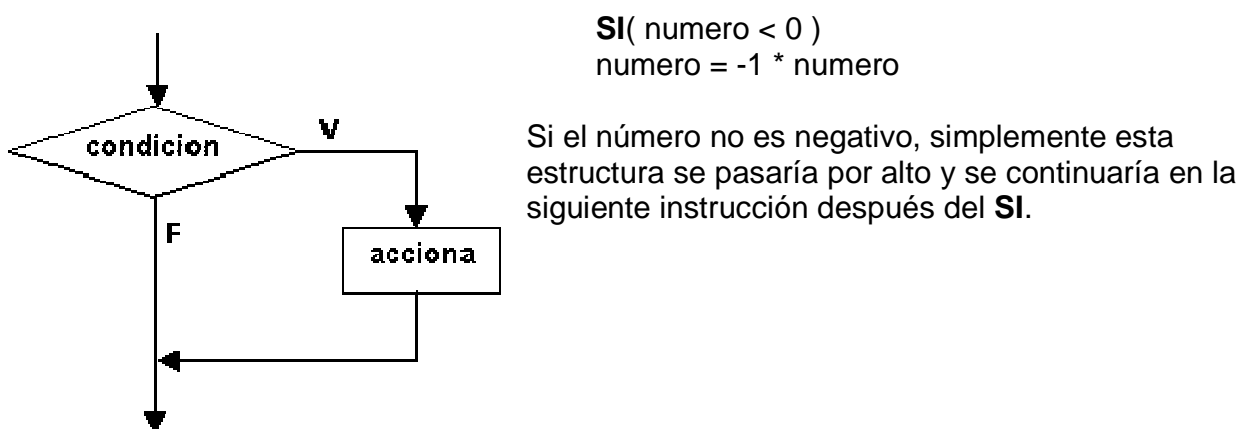 SI( numero < 0 )
numero = -1 * numero
Si el número no es negativo, simplemente esta
estructura se pasaría por alto y se continuaría en la
siguiente instrucción después del SI.
condicion
V
F
acciona